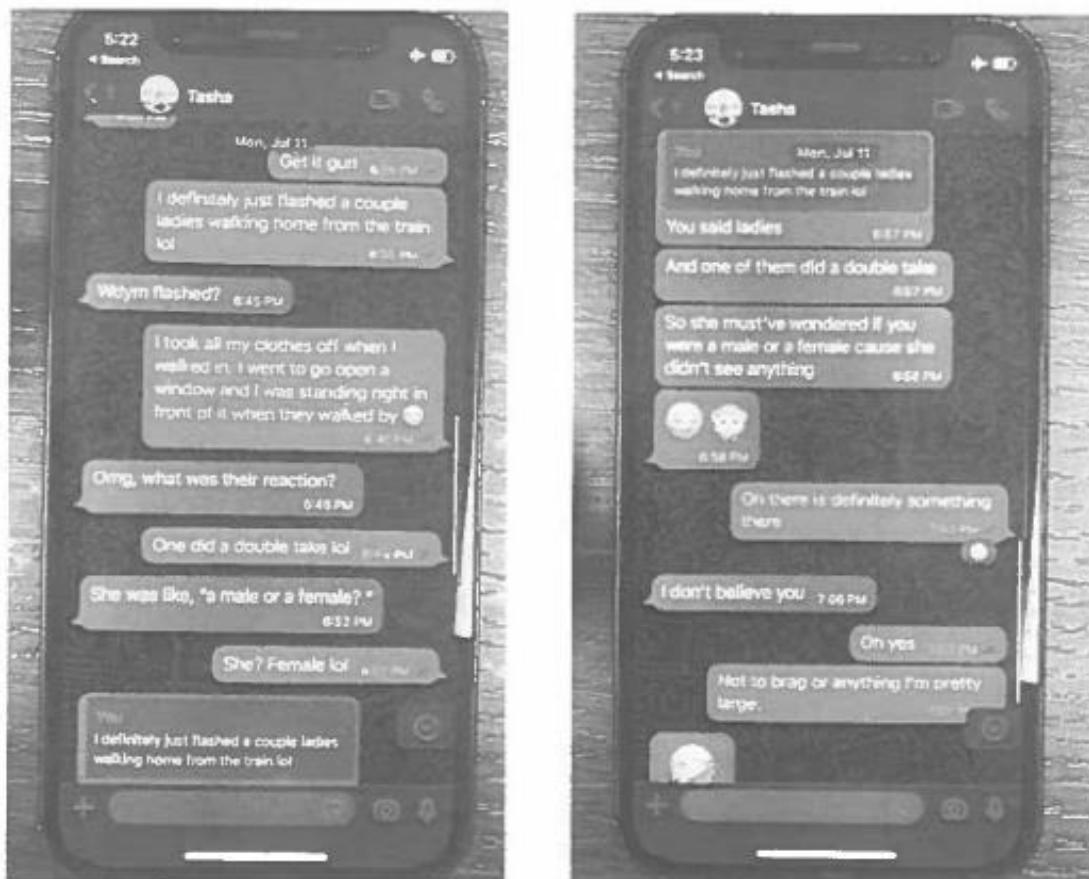 5:22
Search
Tasha
Mon, Jul 11
Get it gurl
I definitely just flashed a couple
ladies walking home from the train
lol
Wdym flashed? 6:45 PM
I took all my clothes off when I
walked in. I went to go open a
window and I was standing right in
front of it when they walked by
Omg, what was their reaction?
6:49 PM
One did a double take lol
She was like, "a male or a female? "
6:52 PM
She? Female lol
You
I definitely just flashed a couple ladies
walking home from the train lol
5:23
Search
Tasha
You
Mon, Jul 11
I definitely just flashed a couple ladies
walking home from the train lol
You said ladies 6:57 PM
And one of them did a double take
6:57 PM
So she must've wondered if you
were a male or a female cause she
didn't see anything 6:58 PM
6:58 PM
Oh there is definitely something
there
I don't believe you 7:06 PM
Oh yes
Not to brag or anything I'm pretty
large.